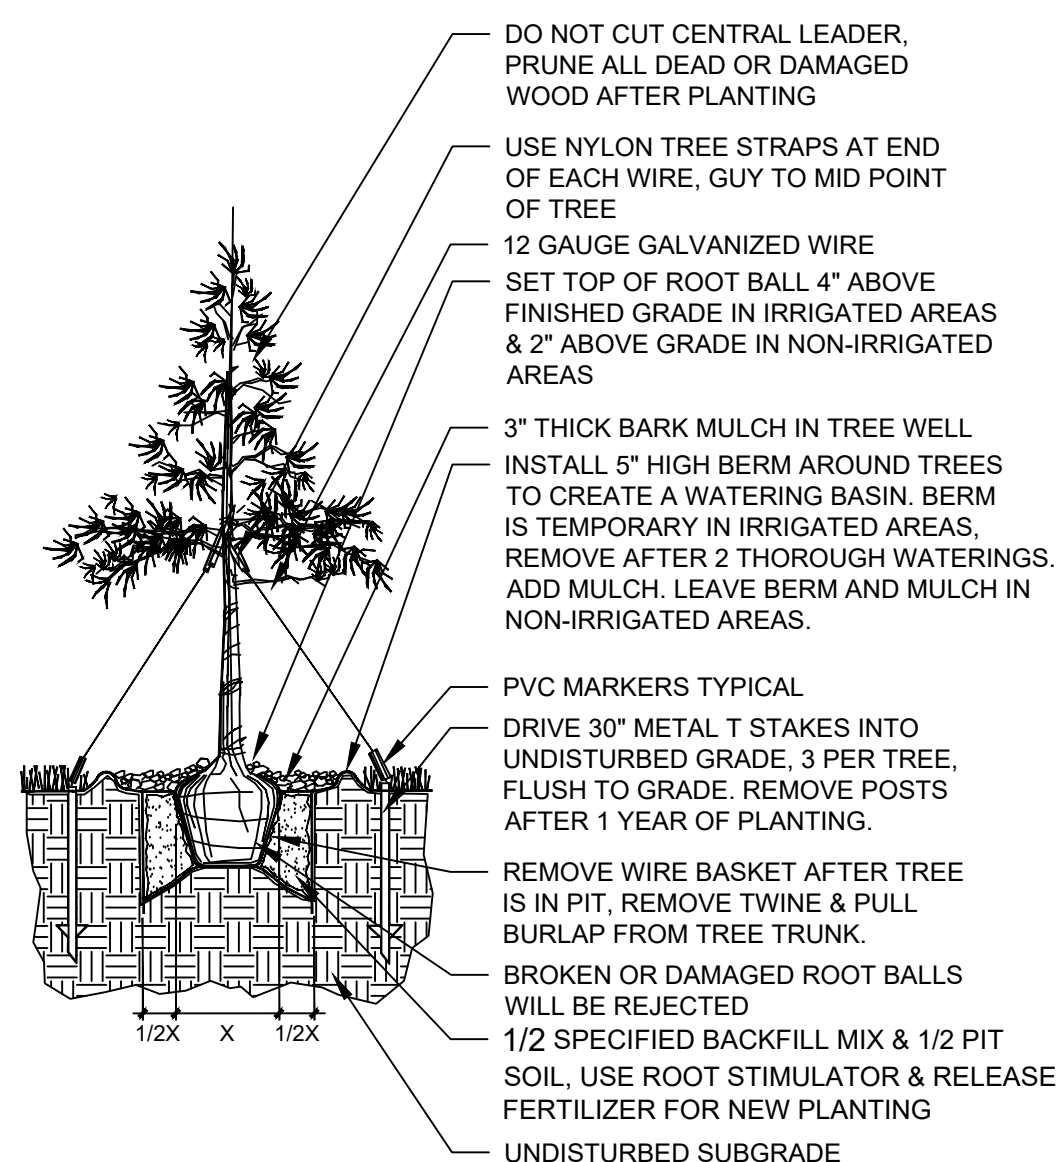 DO NOT CUT CENTRAL LEADER,
PRUNE ALL DEAD OR DAMAGED
WOOD AFTER PLANTING
USE NYLON TREE STRAPS AT END
OF EACH WIRE, GUY TO MID POINT
OF TREE
12 GAUGE GALVANIZED WIRE
SET TOP OF ROOT BALL 4" ABOVE
FINISHED GRADE IN IRRIGATED AREAS
& 2" ABOVE GRADE IN NON-IRRIGATED
AREAS
3" THICK BARK MULCH IN TREE WELL
INSTALL 5" HIGH BERM AROUND TREES
TO CREATE A WATERING BASIN. BERM
IS TEMPORARY IN IRRIGATED AREAS,
REMOVE AFTER 2 THOROUGH WATERINGS.
ADD MULCH. LEAVE BERM AND MULCH IN
NON-IRRIGATED AREAS.
PVC MARKERS TYPICAL
DRIVE 30" METAL T STAKES INTO
UNDISTURBED GRADE, 3 PER TREE,
FLUSH TO GRADE. REMOVE POSTS
AFTER 1 YEAR OF PLANTING.
REMOVE WIRE BASKET AFTER TREE
IS IN PIT, REMOVE TWINE & PULL
BURLAP FROM TREE TRUNK.
BROKEN OR DAMAGED ROOT BALLS
WILL BE REJECTED
1/2 SPECIFIED BACKFILL MIX & 1/2 PIT
SOIL, USE ROOT STIMULATOR & RELEASE
FERTILIZER FOR NEW PLANTING
UNDISTURBED SUBGRADE
1/2X X 1/2X